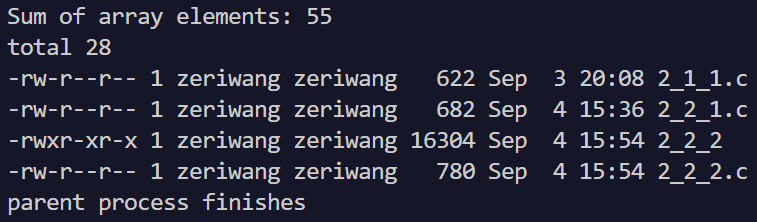 Sum of array elements: 55
total 28
-rw-r--r-- 1 zeriwang zeriwang   622 Sep  3 20:08 2_1_1.c
-rw-r--r-- 1 zeriwang zeriwang   682 Sep  4 15:36 2_2_1.c
-rwxr-xr-x 1 zeriwang zeriwang 16304 Sep  4 15:54 2_2_2
-rw-r--r-- 1 zeriwang zeriwang   780 Sep  4 15:54 2_2_2.c
parent process finishes